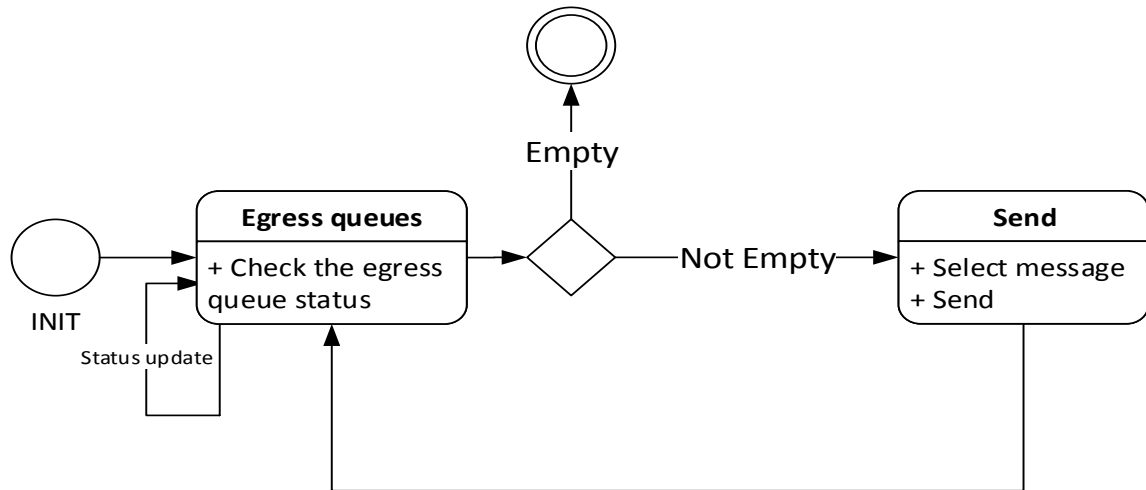 Empty
Egress queues
+ Check the egress
queue status
INIT
Status update
Not Empty
Send
+ Select message
+ Send